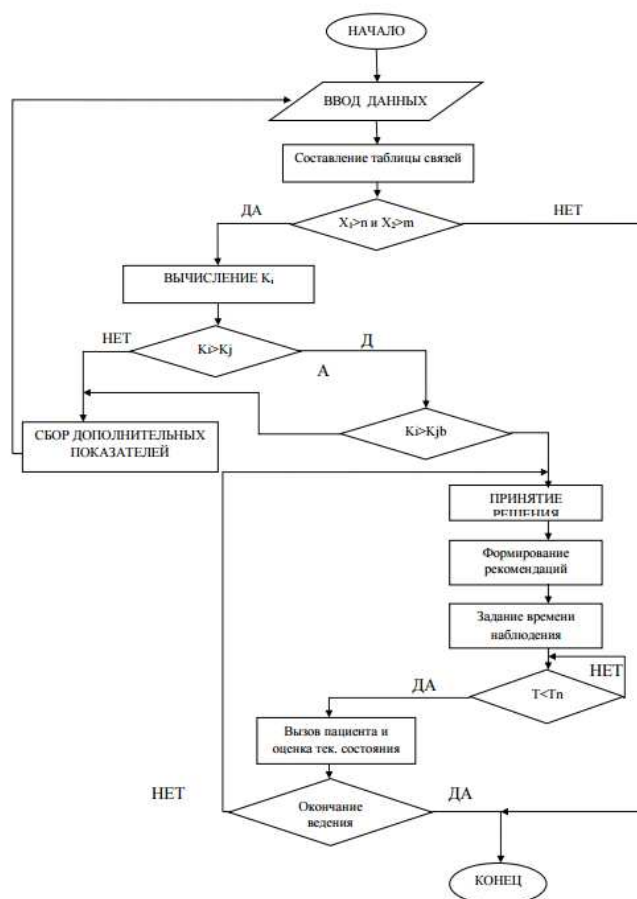 НАЧАЛО
ВВОД ДАННЫХ
Составление таблицы связей
ДА
X₁>n и X₂>m
НЕТ
ВЫЧИСЛЕНИЕ Kᵢ
НЕТ
Ki>Kj
Д
А
СБОР ДОПОЛНИТЕЛЬНЫХ
ПОКАЗАТЕЛЕЙ
Ki>Kjb
ПРИНЯТИЕ
РЕШЕНИЯ
Формирование
рекомендаций
Задание времени
наблюдения
НЕТ
ДА
T<Tn
Вызов пациента и
оценка тек. состояния
НЕТ
Окончание
ведения
ДА
КОНЕЦ